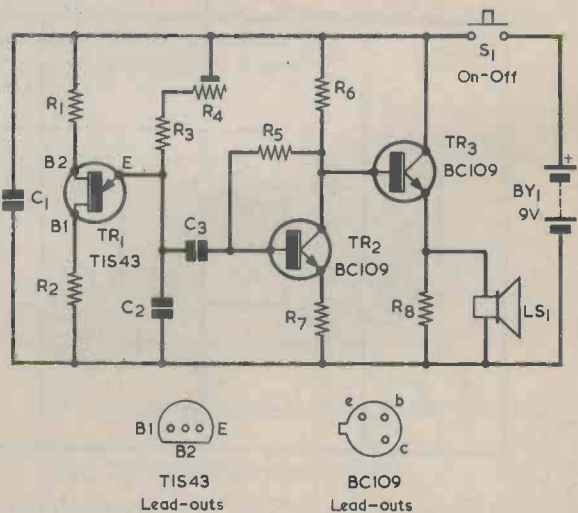 S1
On-Off
R1
R4
R6
R3
R5
TR3
BC109
B2
E
BY1
9V
+
C1
B1
TR1
TIS43
C3
TR2
BC109
R2
C2
R7
R8
LS1
B1
E
B2
e
b
c
TIS43
Lead-outs
BC109
Lead-outs